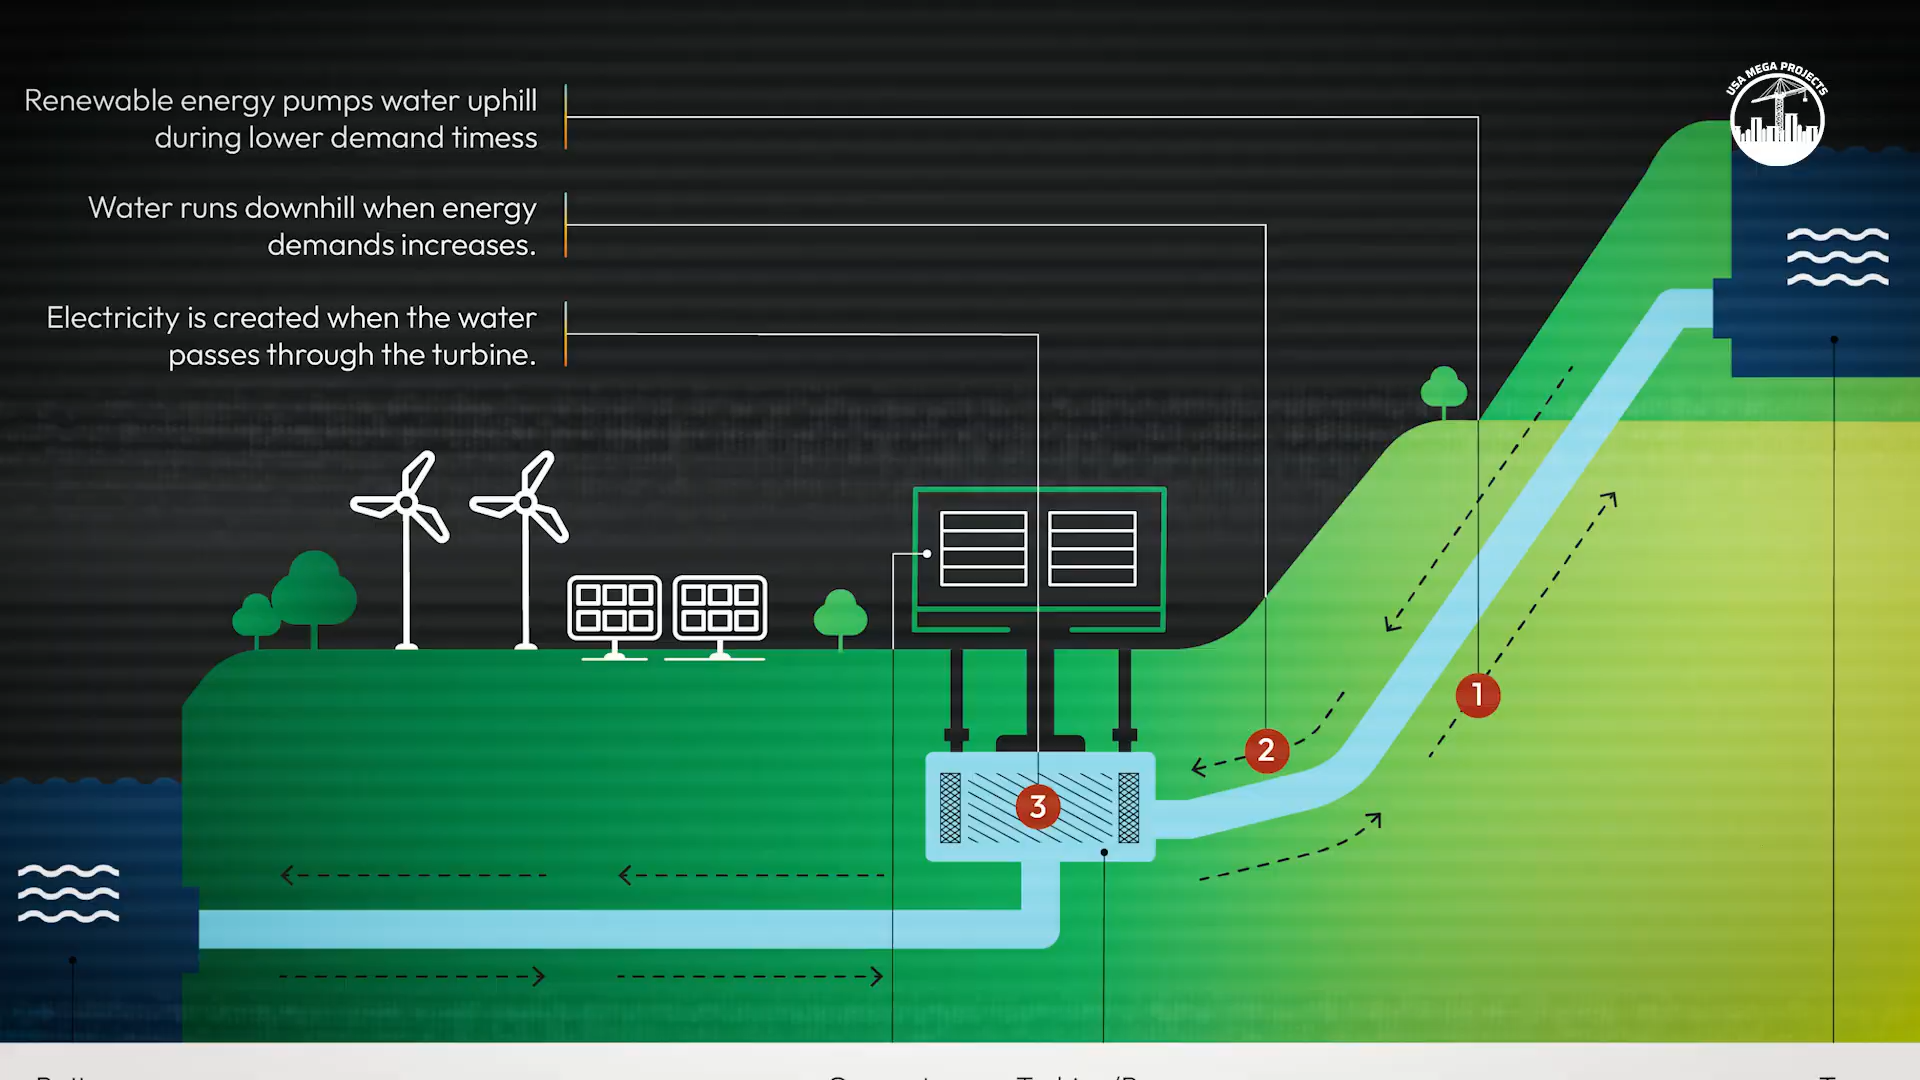 USA MEGA PROJECTS
Renewable energy pumps water uphill
during lower demand timess
Water runs downhill when energy
demands increases.
Electricity is created when the water
passes through the turbine.
1
2
3